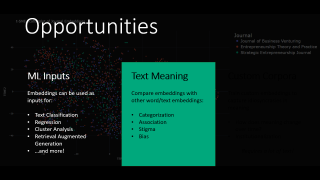 Opportunities
Journal
Journal of Business Venturing
Entrepreneurship Theory and Practice
Strategic Entrepreneurship Journal
ML Inputs
Embeddings can be used as
inputs for:
• Text Classification
• Regression
• Cluster Analysis
• Retrieval Augmented
Generation
• ...and more!
Text Meaning
Compare embeddings with
other word/text embeddings:
• Categorization
• Association
• Stigma
• Bias